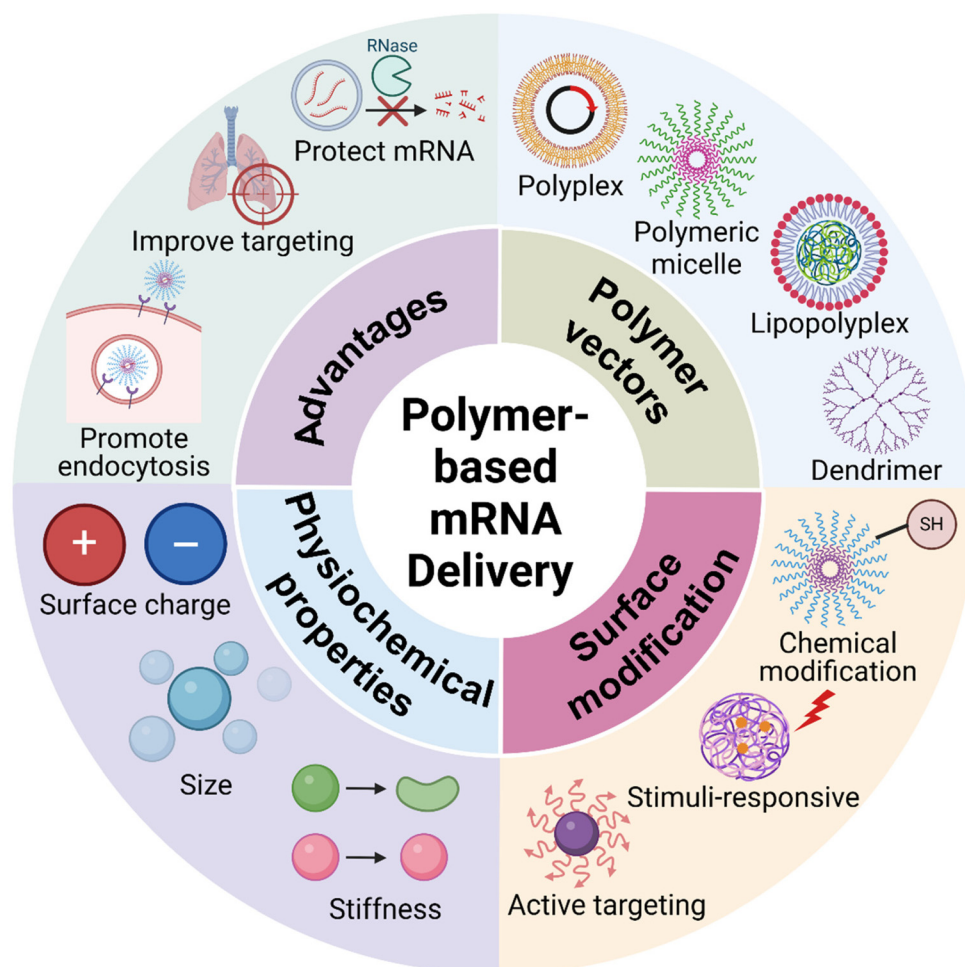 RNase
Protect mRNA
Improve targeting
Promote
endocytosis
Polyplex
Polymeric
micelle
Lipopolyplex
Dendrimer
Advantages
Polymer
vectors
Polymer-
based
mRNA
Delivery
Physiochemical
properties
Surface
modification
+
−
Surface charge
Size
Stiffness
SH
Chemical
modification
Stimuli-responsive
Active targeting